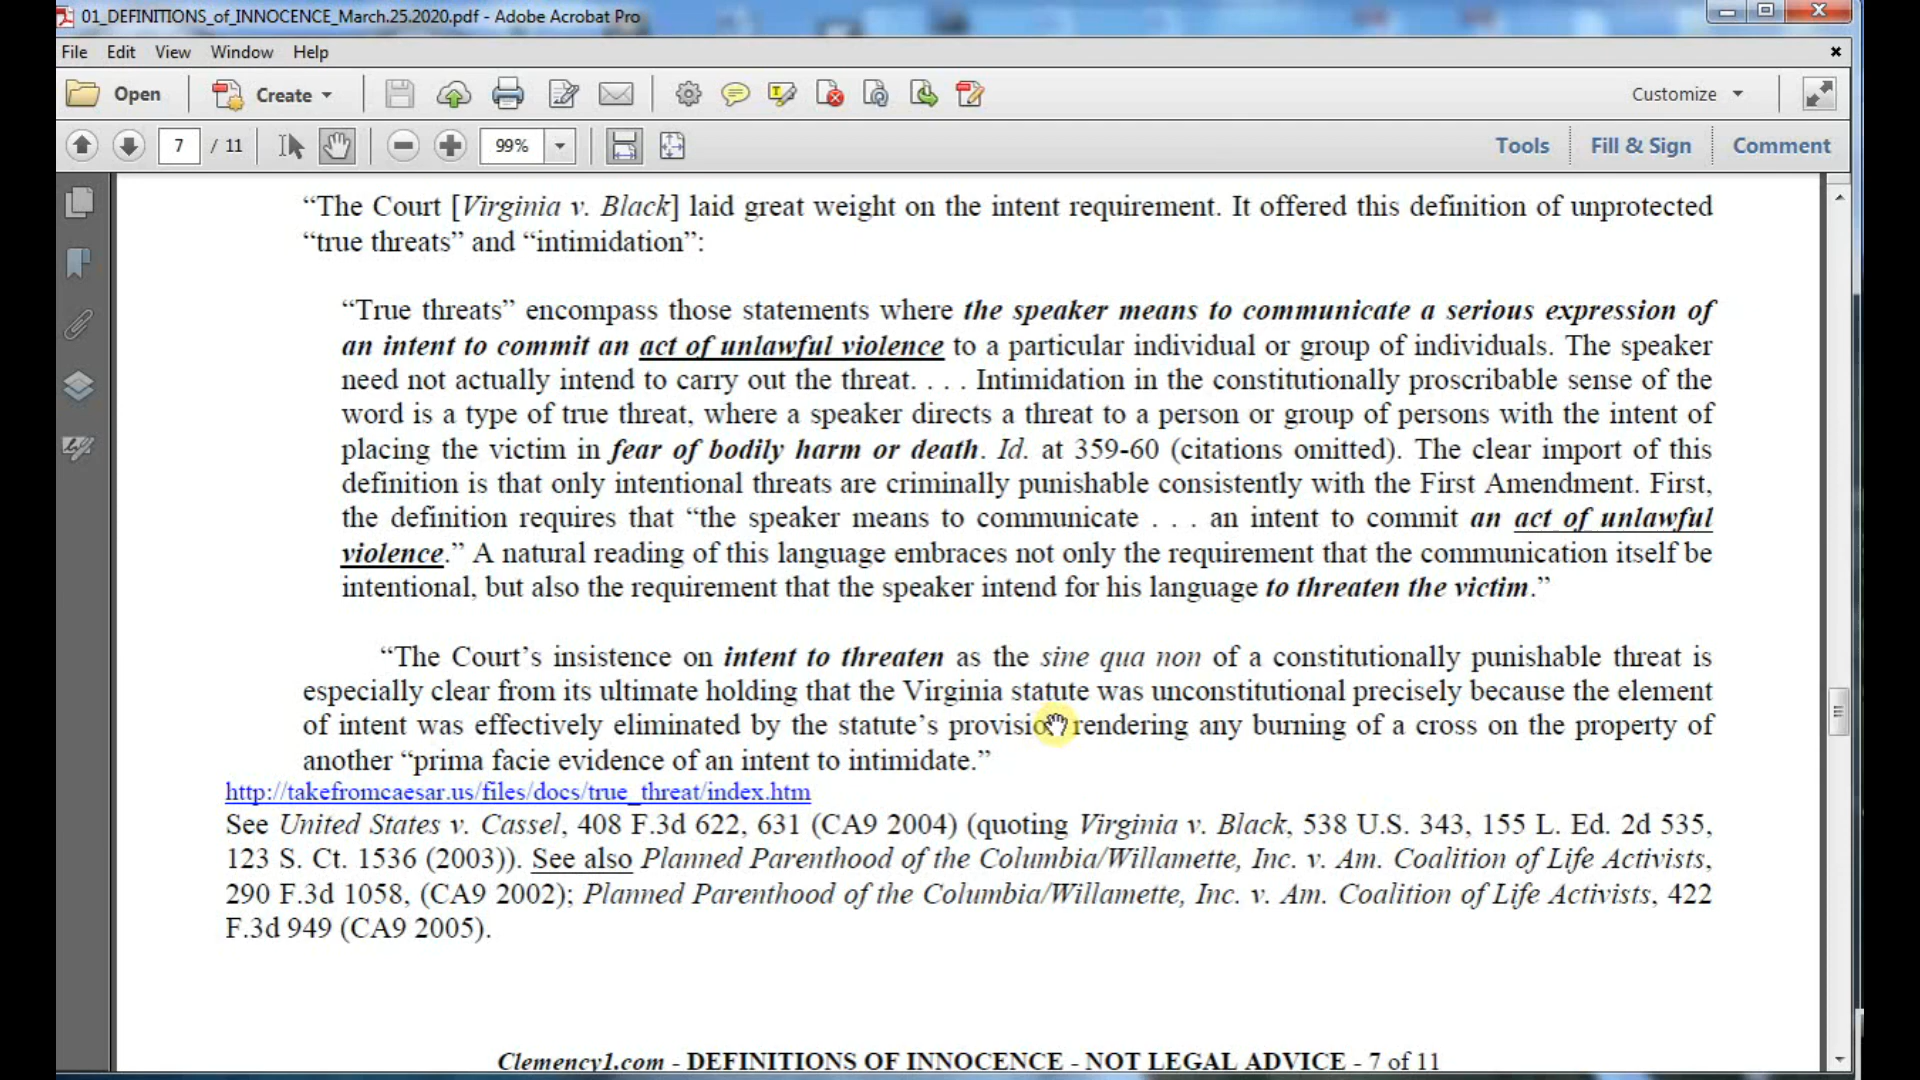 01_DEFINITIONS_of_INNOCENCE_March.25.2020.pdf - Adobe Acrobat Pro
File Edit View Window Help
Open Create Customize
7 / 11 99% Tools Fill & Sign Comment
“The Court [Virginia v. Black] laid great weight on the intent requirement. It offered this definition of unprotected
“true threats” and “intimidation”:
“True threats” encompass those statements where the speaker means to communicate a serious expression of
an intent to commit an act of unlawful violence to a particular individual or group of individuals. The speaker
need not actually intend to carry out the threat. . . . Intimidation in the constitutionally proscribable sense of the
word is a type of true threat, where a speaker directs a threat to a person or group of persons with the intent of
placing the victim in fear of bodily harm or death. Id. at 359-60 (citations omitted). The clear import of this
definition is that only intentional threats are criminally punishable consistently with the First Amendment. First,
the definition requires that “the speaker means to communicate . . . an intent to commit an act of unlawful
violence.” A natural reading of this language embraces not only the requirement that the communication itself be
intentional, but also the requirement that the speaker intend for his language to threaten the victim.”
“The Court’s insistence on intent to threaten as the sine qua non of a constitutionally punishable threat is
especially clear from its ultimate holding that the Virginia statute was unconstitutional precisely because the element
of intent was effectively eliminated by the statute’s provision rendering any burning of a cross on the property of
another “prima facie evidence of an intent to intimidate.”
http://takefromcaesar.us/files/docs/true_threat/index.htm
See United States v. Cassel, 408 F.3d 622, 631 (CA9 2004) (quoting Virginia v. Black, 538 U.S. 343, 155 L. Ed. 2d 535,
123 S. Ct. 1536 (2003)). See also Planned Parenthood of the Columbia/Willamette, Inc. v. Am. Coalition of Life Activists,
290 F.3d 1058, (CA9 2002); Planned Parenthood of the Columbia/Willamette, Inc. v. Am. Coalition of Life Activists, 422
F.3d 949 (CA9 2005).
Clemency1.com - DEFINITIONS OF INNOCENCE - NOT LEGAL ADVICE - 7 of 11